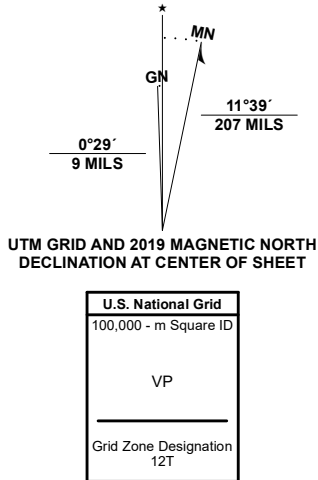 ★
MN
GN
11°39´
207 MILS
0°29´
9 MILS
UTM GRID AND 2019 MAGNETIC NORTH
DECLINATION AT CENTER OF SHEET
U.S. National Grid
100,000 - m Square ID
VP
Grid Zone Designation
12T